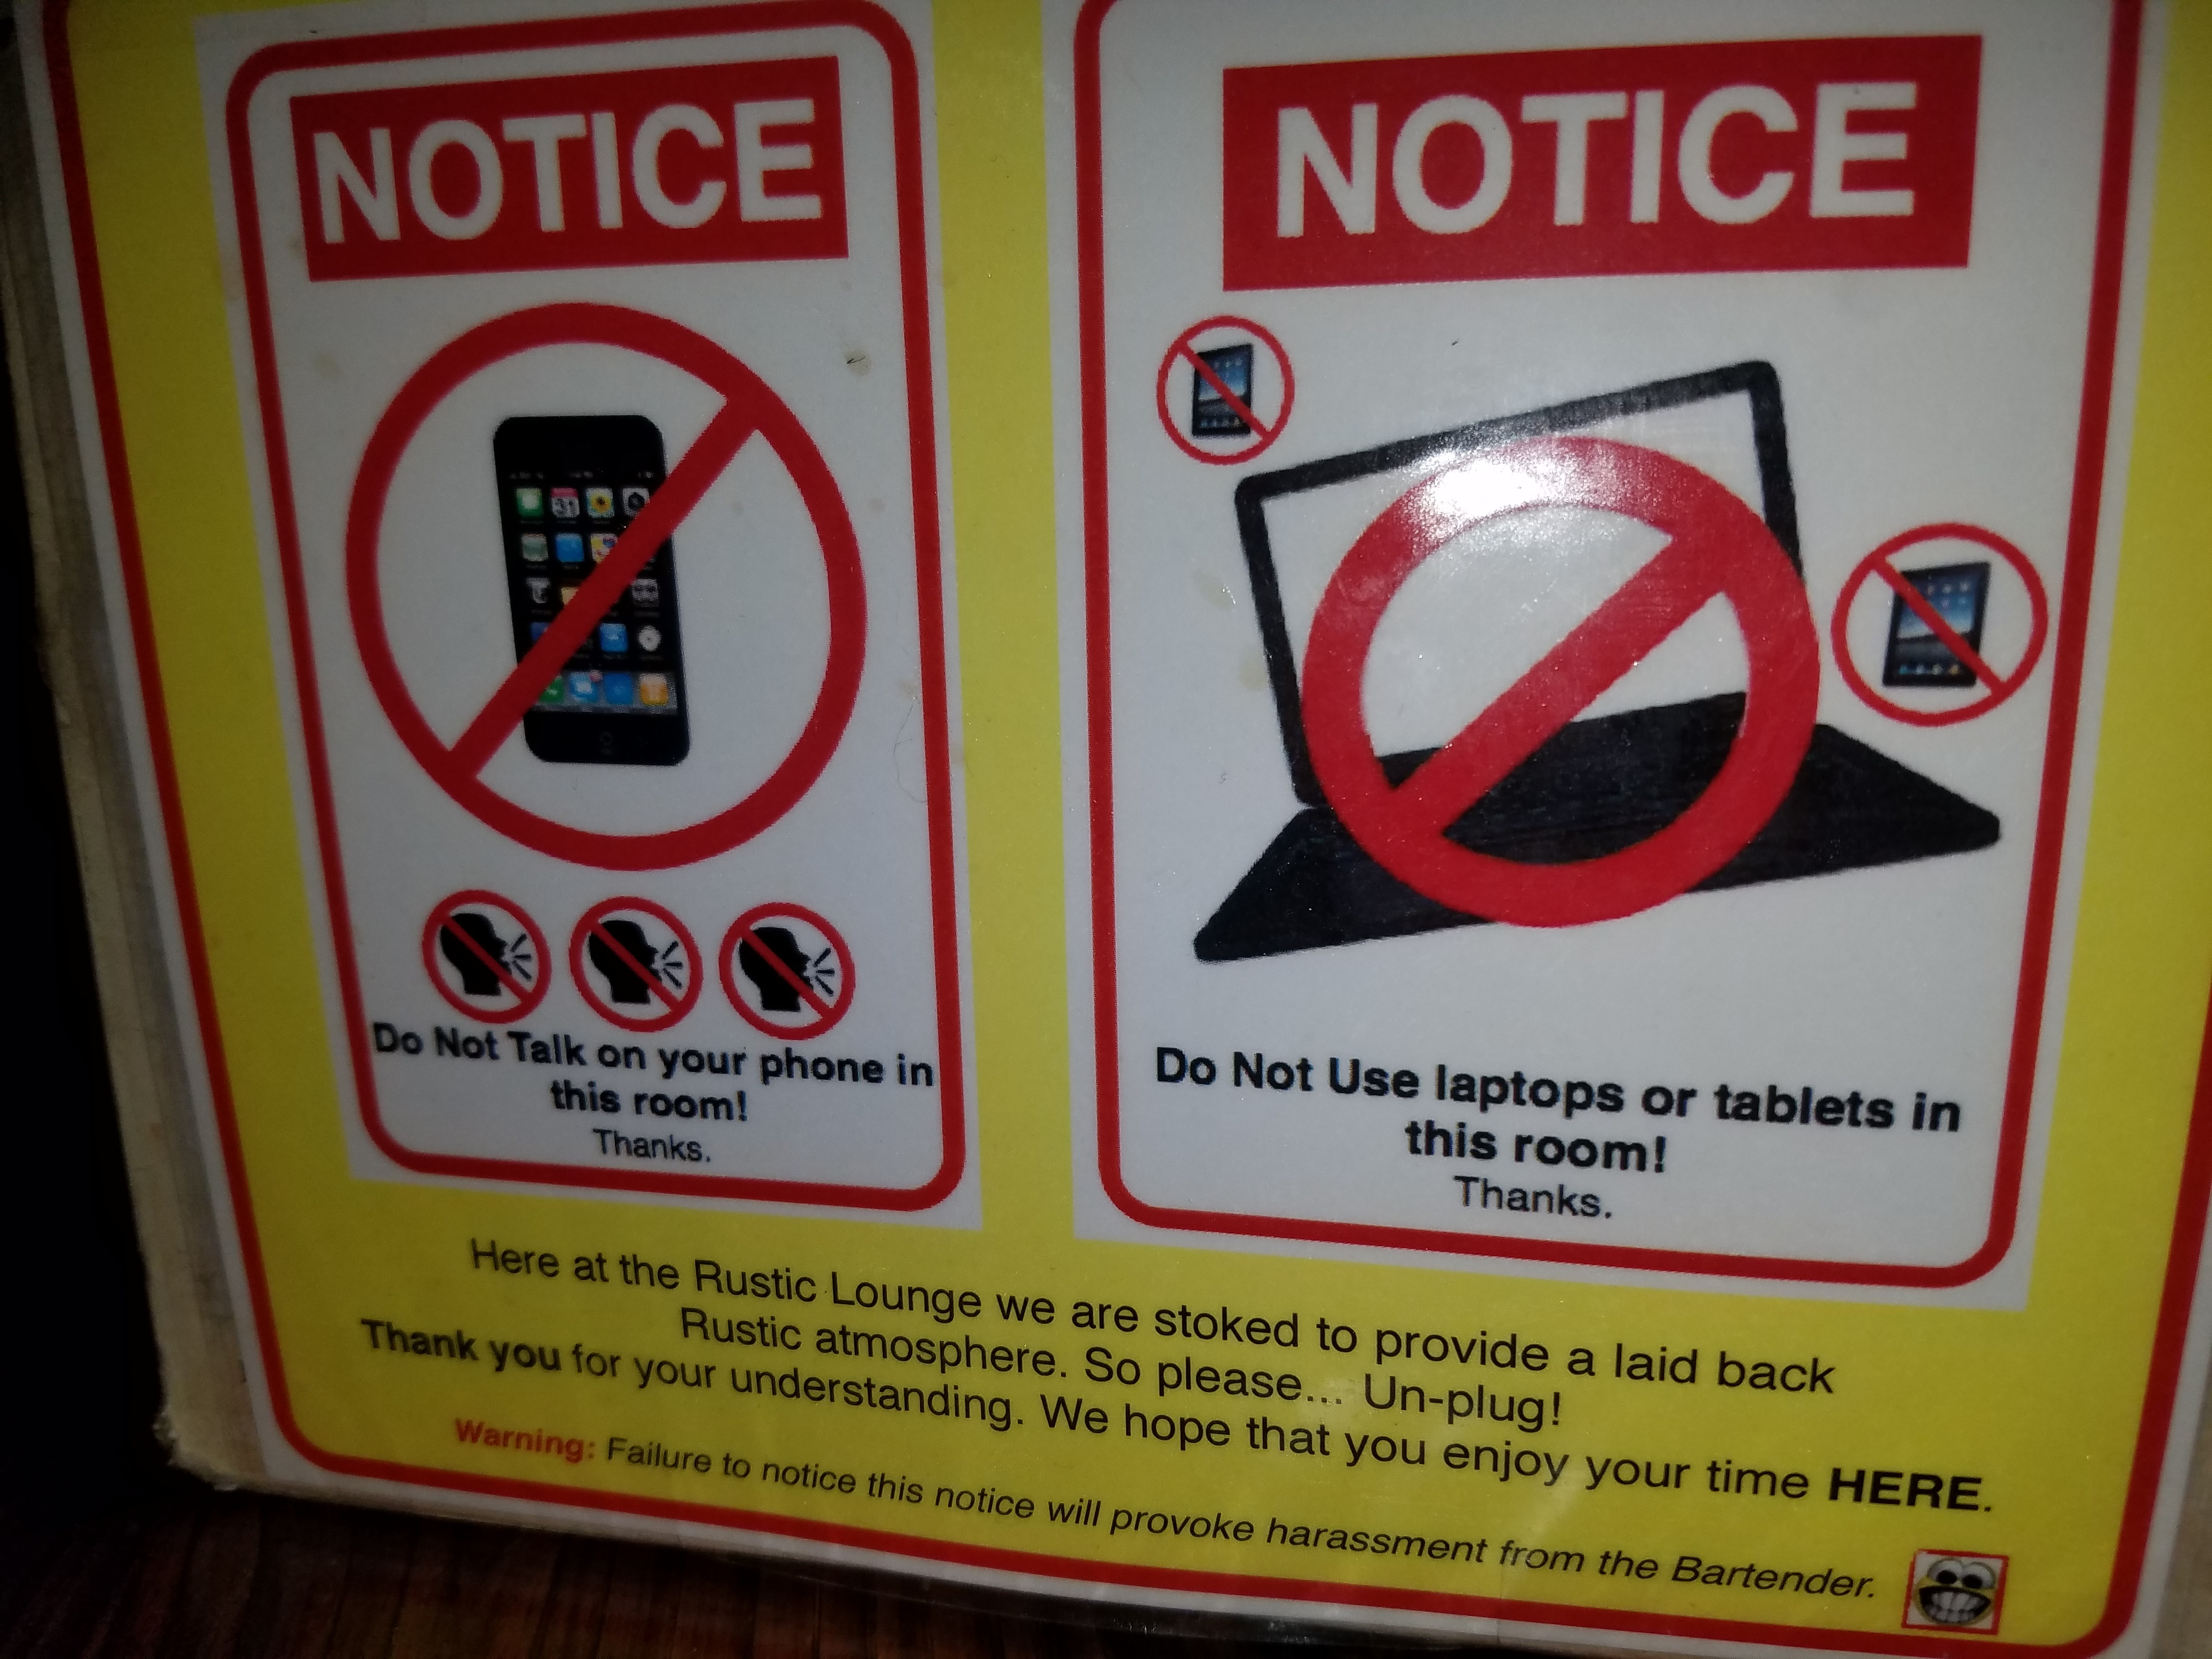 NOTICE
Do Not Talk on your phone in
this room!
Thanks.
NOTICE
Do Not Use laptops or tablets in
this room!
Thanks.
Here at the Rustic Lounge we are stoked to provide a laid back
Rustic atmosphere. So please... Un-plug!
Thank you for your understanding. We hope that you enjoy your time HERE.
Warning: Failure to notice this notice will provoke harassment from the Bartender.